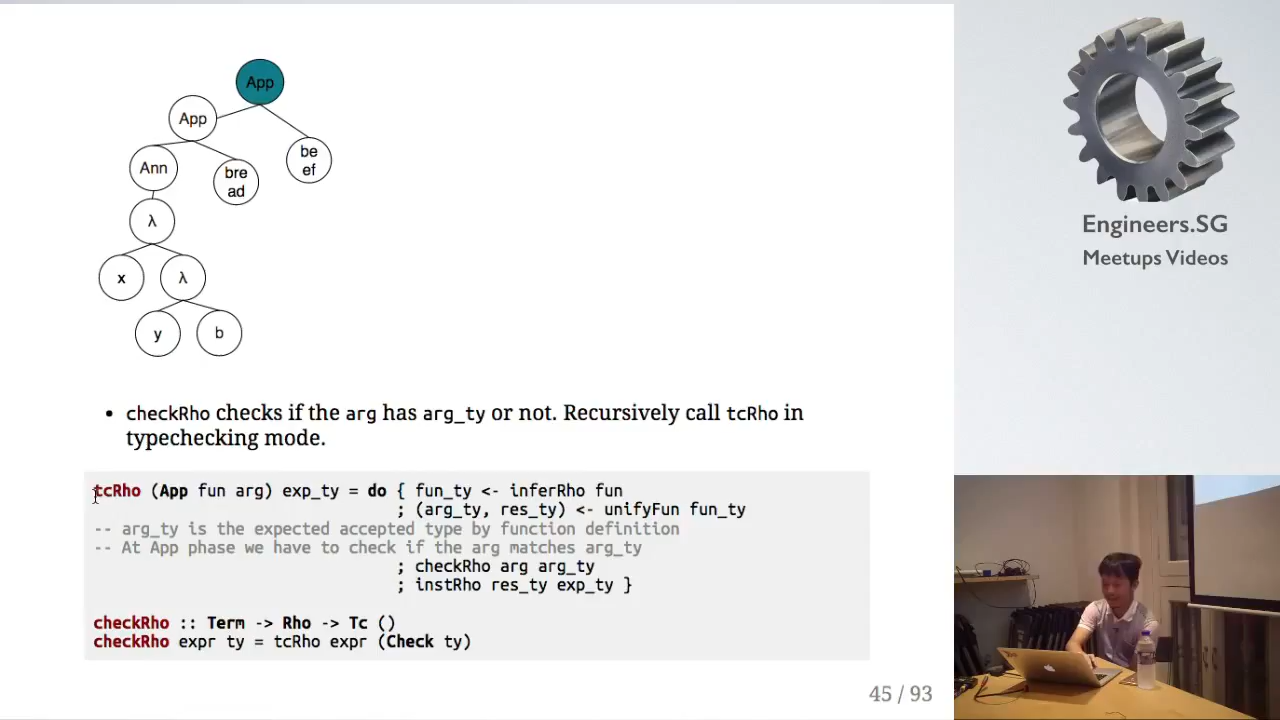 App
App
Ann
bre
ad
be
ef
λ
x
λ
y
b
• checkRho checks if the arg has arg_ty or not. Recursively call tcRho in
typechecking mode.
tcRho (App fun arg) exp_ty = do { fun_ty <- inferRho fun
; (arg_ty, res_ty) <- unifyFun fun_ty
-- arg_ty is the expected accepted type by function definition
-- At App phase we have to check if the arg matches arg_ty
; checkRho arg arg_ty
; instRho res_ty exp_ty }
checkRho :: Term -> Rho -> Tc ()
checkRho expr ty = tcRho expr (Check ty)
45 / 93
Engineers.SG
Meetups Videos